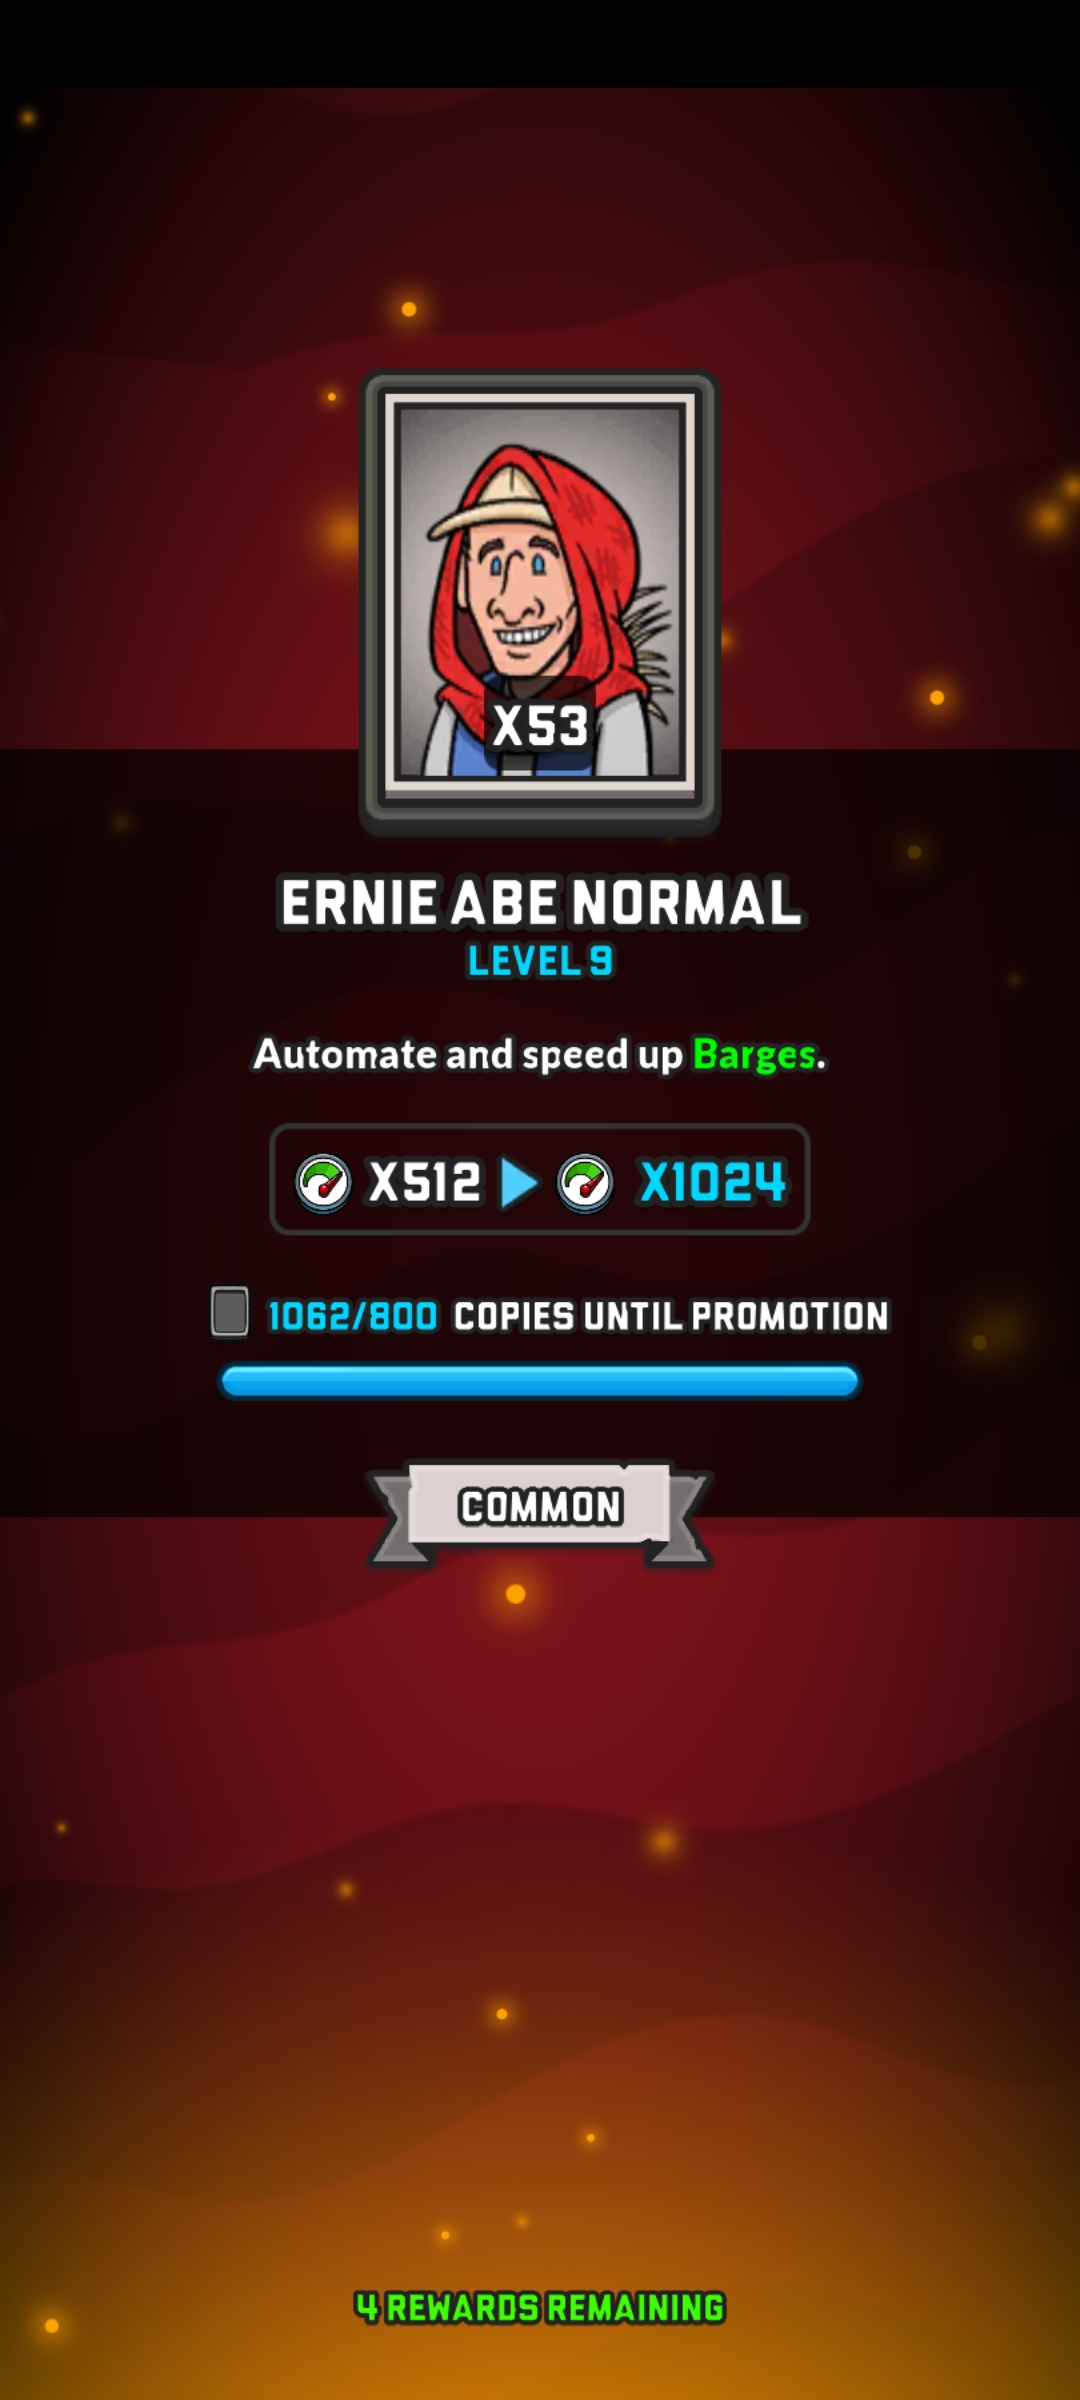 X53
ERNIE ABE NORMAL
LEVEL 9
Automate and speed up Barges.
X512 X1024
1062/800 COPIES UNTIL PROMOTION
COMMON
4 REWARDS REMAINING